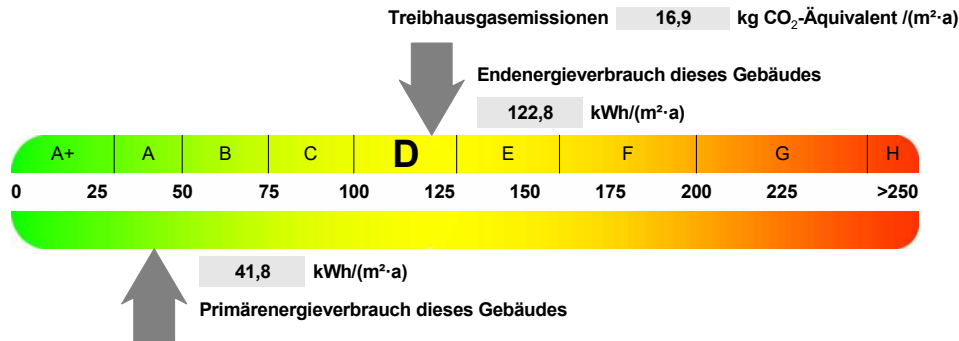 Treibhausgasemissionen 16,9 kg CO₂-Äquivalent /(m²·a)
Endenergieverbrauch dieses Gebäudes
122,8 kWh/(m²·a)
A+ A B C D E F G H
0 25 50 75 100 125 150 175 200 225 >250
41,8 kWh/(m²·a)
Primärenergieverbrauch dieses Gebäudes